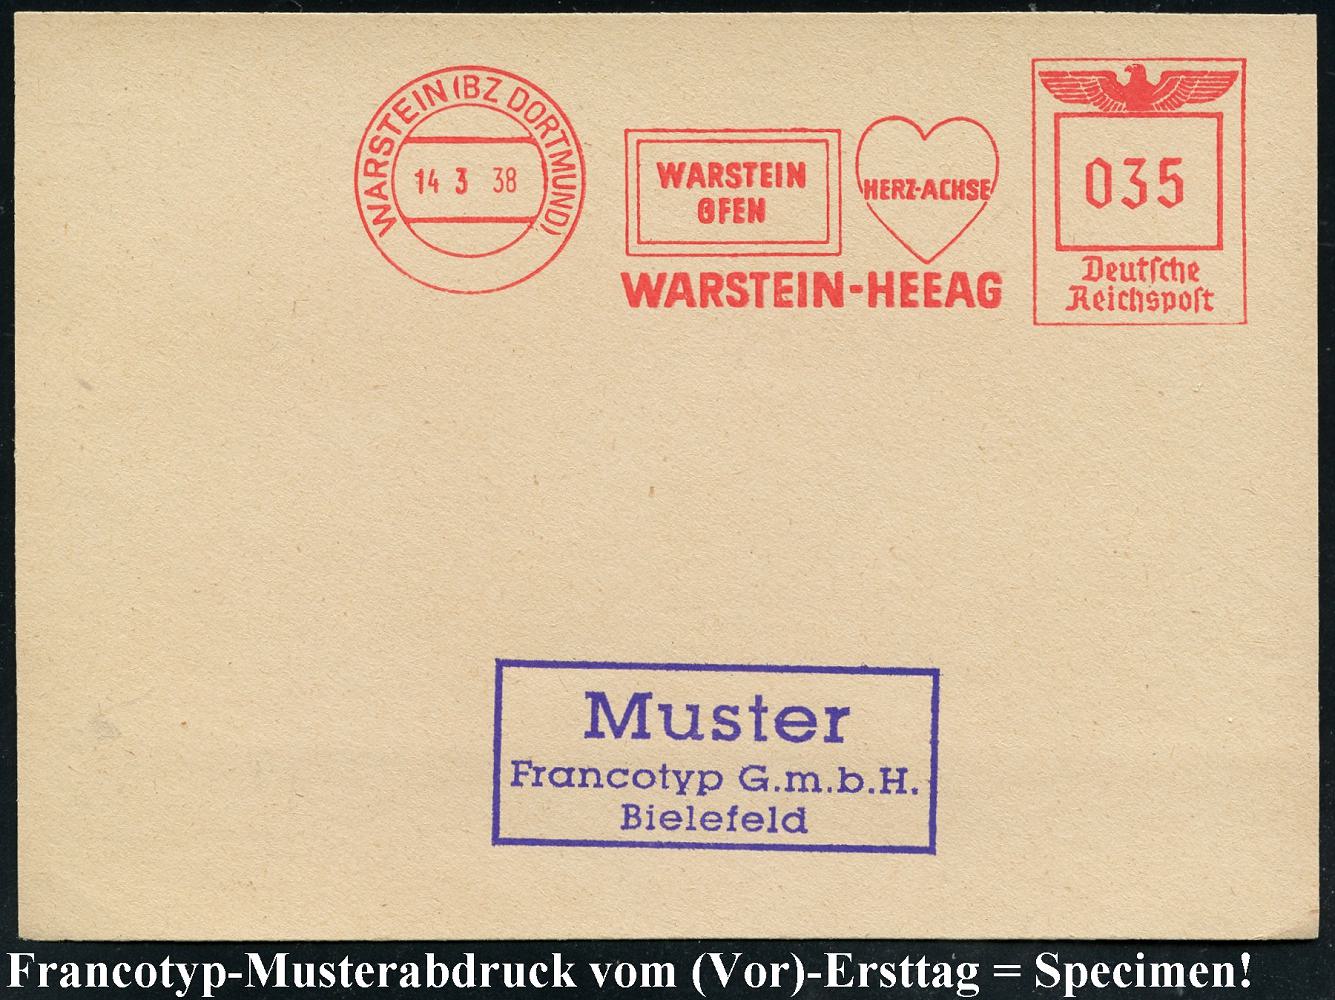 WARSTEIN (BZ DORTMUND)
14 3 38
WARSTEIN
ØFEN
HERZ-ACHSE
WARSTEIN-HEEAG
035
Deutſche
Reichspoſt
Muster
Francotyp G.m.b.H.
Bielefeld
Francotyp-Musterabdruck vom (Vor)-Ersttag = Specimen!